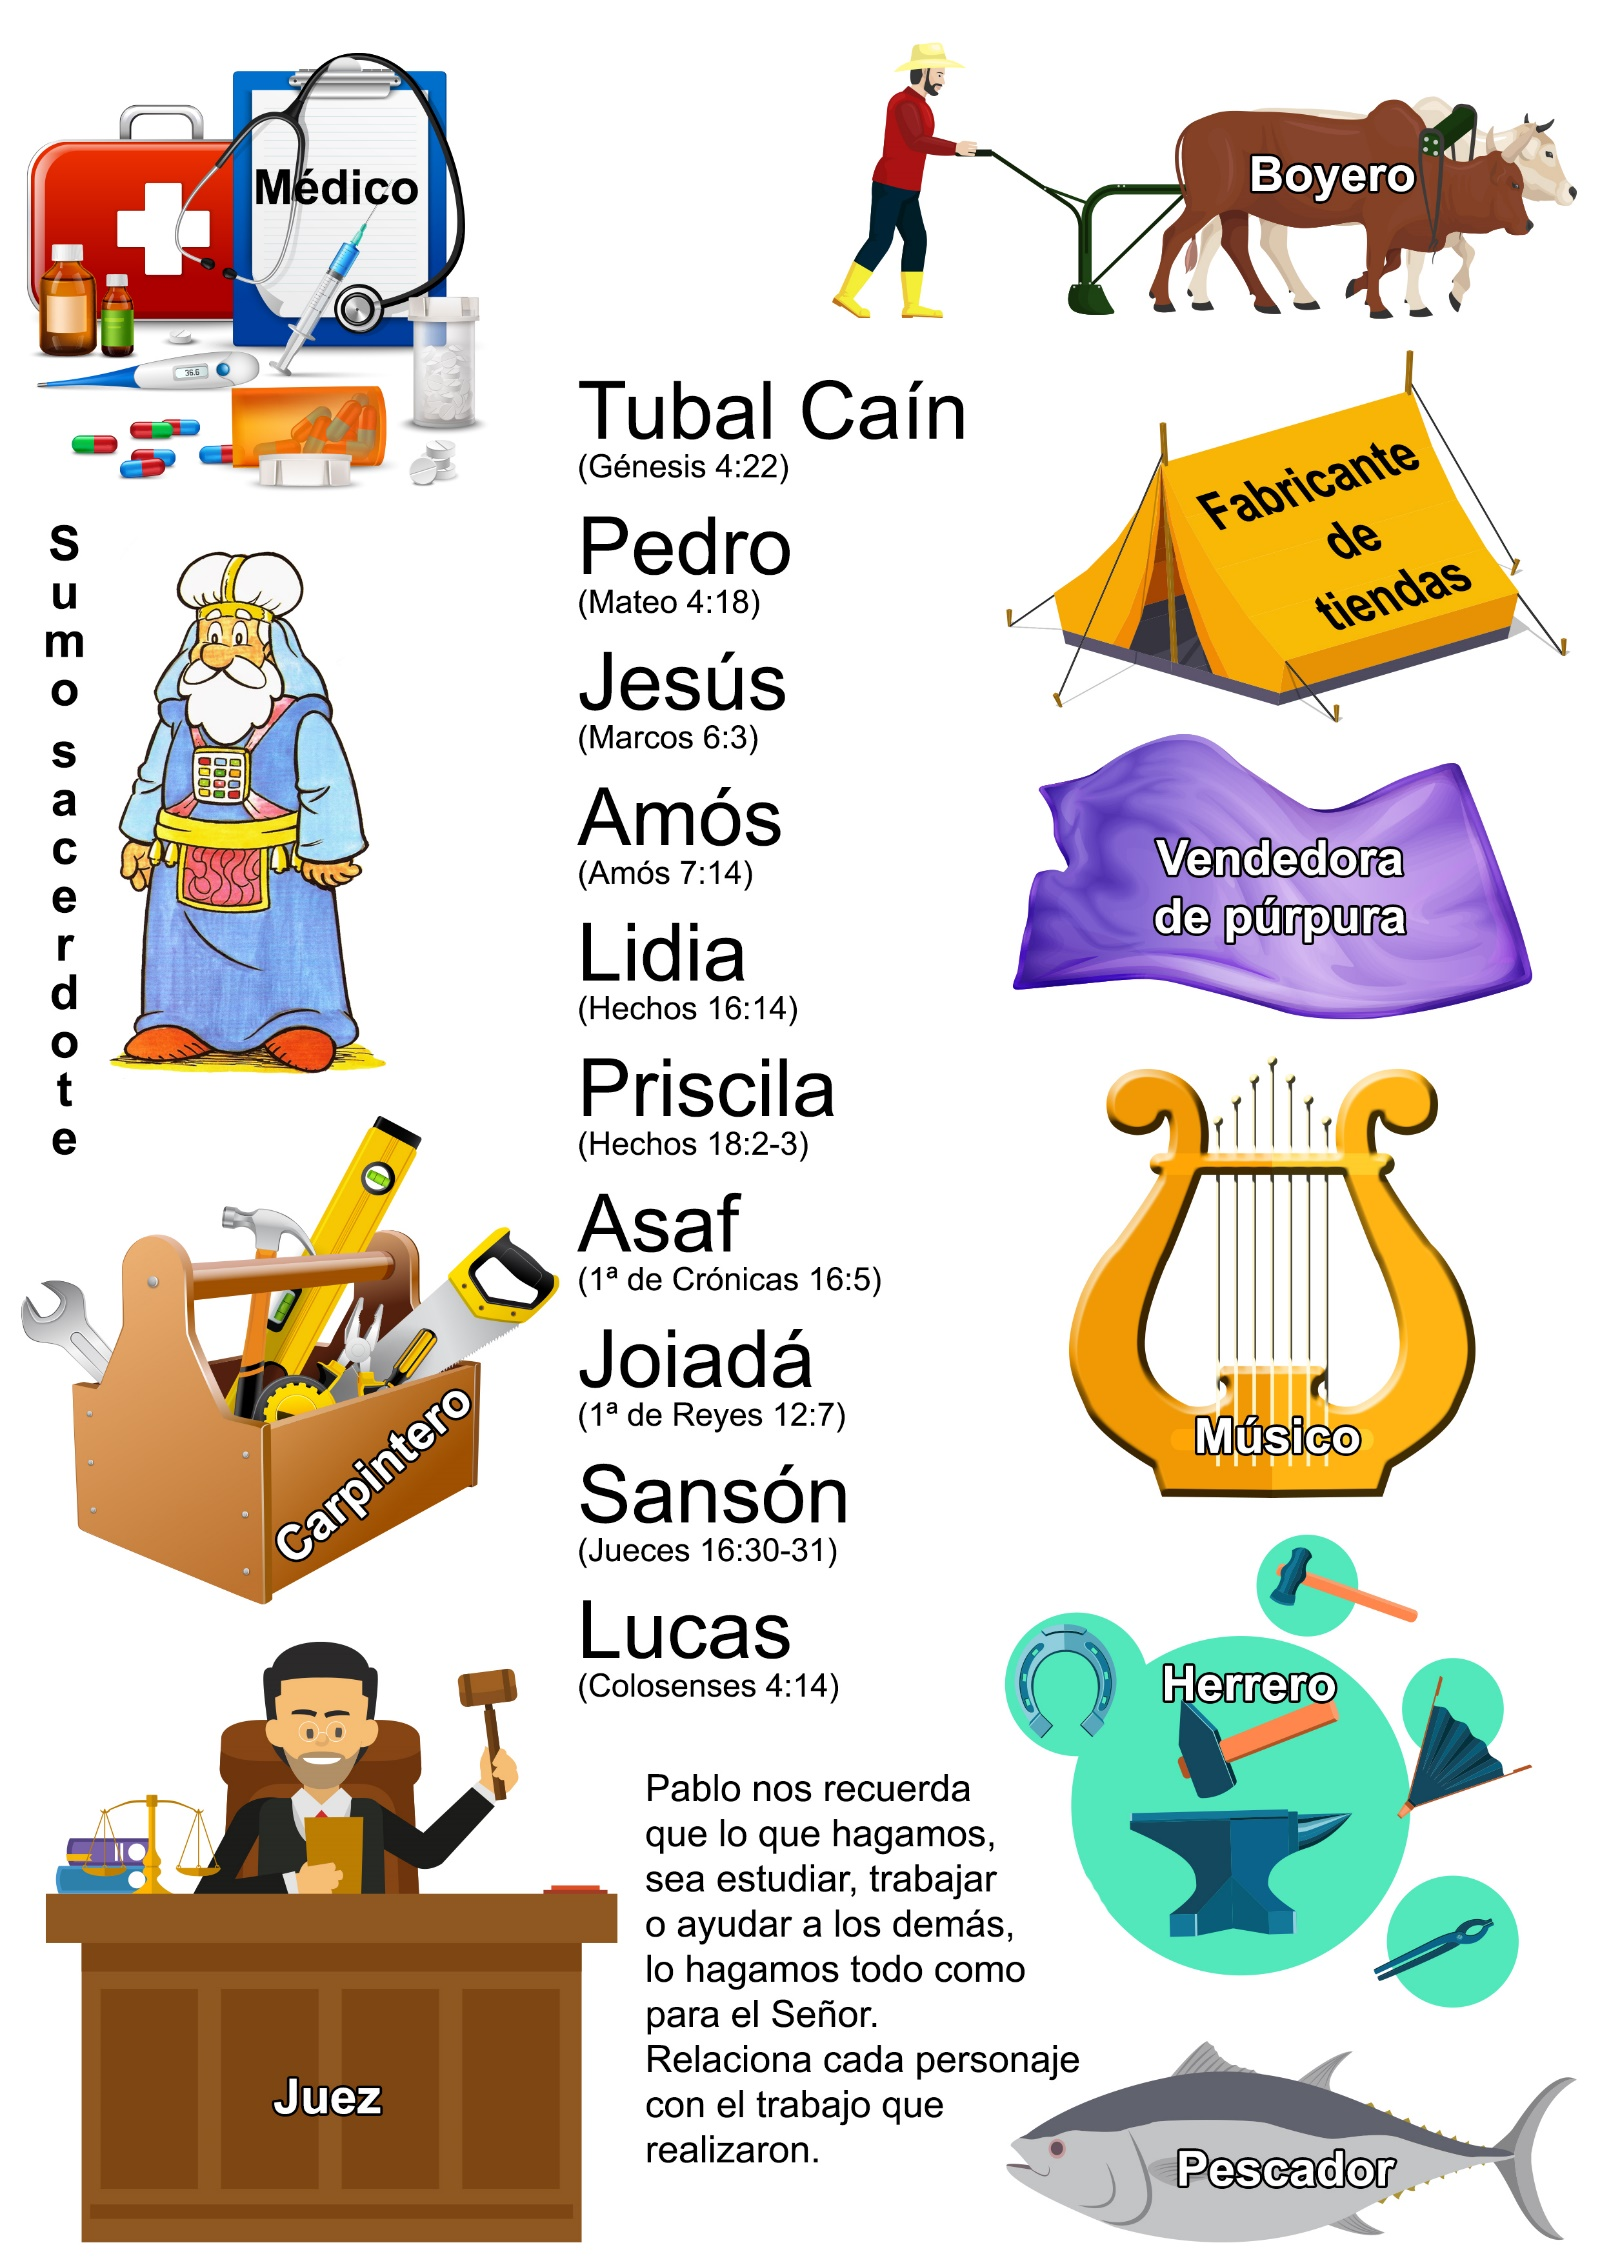 Médico
Boyero
Tubal Caín
(Génesis 4:22)
Pedro
(Mateo 4:18)
Jesús
(Marcos 6:3)
Amós
(Amós 7:14)
Lidia
(Hechos 16:14)
Priscila
(Hechos 18:2-3)
Asaf
(1ª de Crónicas 16:5)
Joiadá
(1ª de Reyes 12:7)
Sansón
(Jueces 16:30-31)
Lucas
(Colosenses 4:14)
Fabricante
de
tiendas
Sumo sacerdote
Vendedora
de púrpura
Carpintero
Músico
Herrero
Juez
Pablo nos recuerda
que lo que hagamos,
sea estudiar, trabajar
o ayudar a los demás,
lo hagamos todo como
para el Señor.
Relaciona cada personaje
con el trabajo que
realizaron.
Pescador
36.6